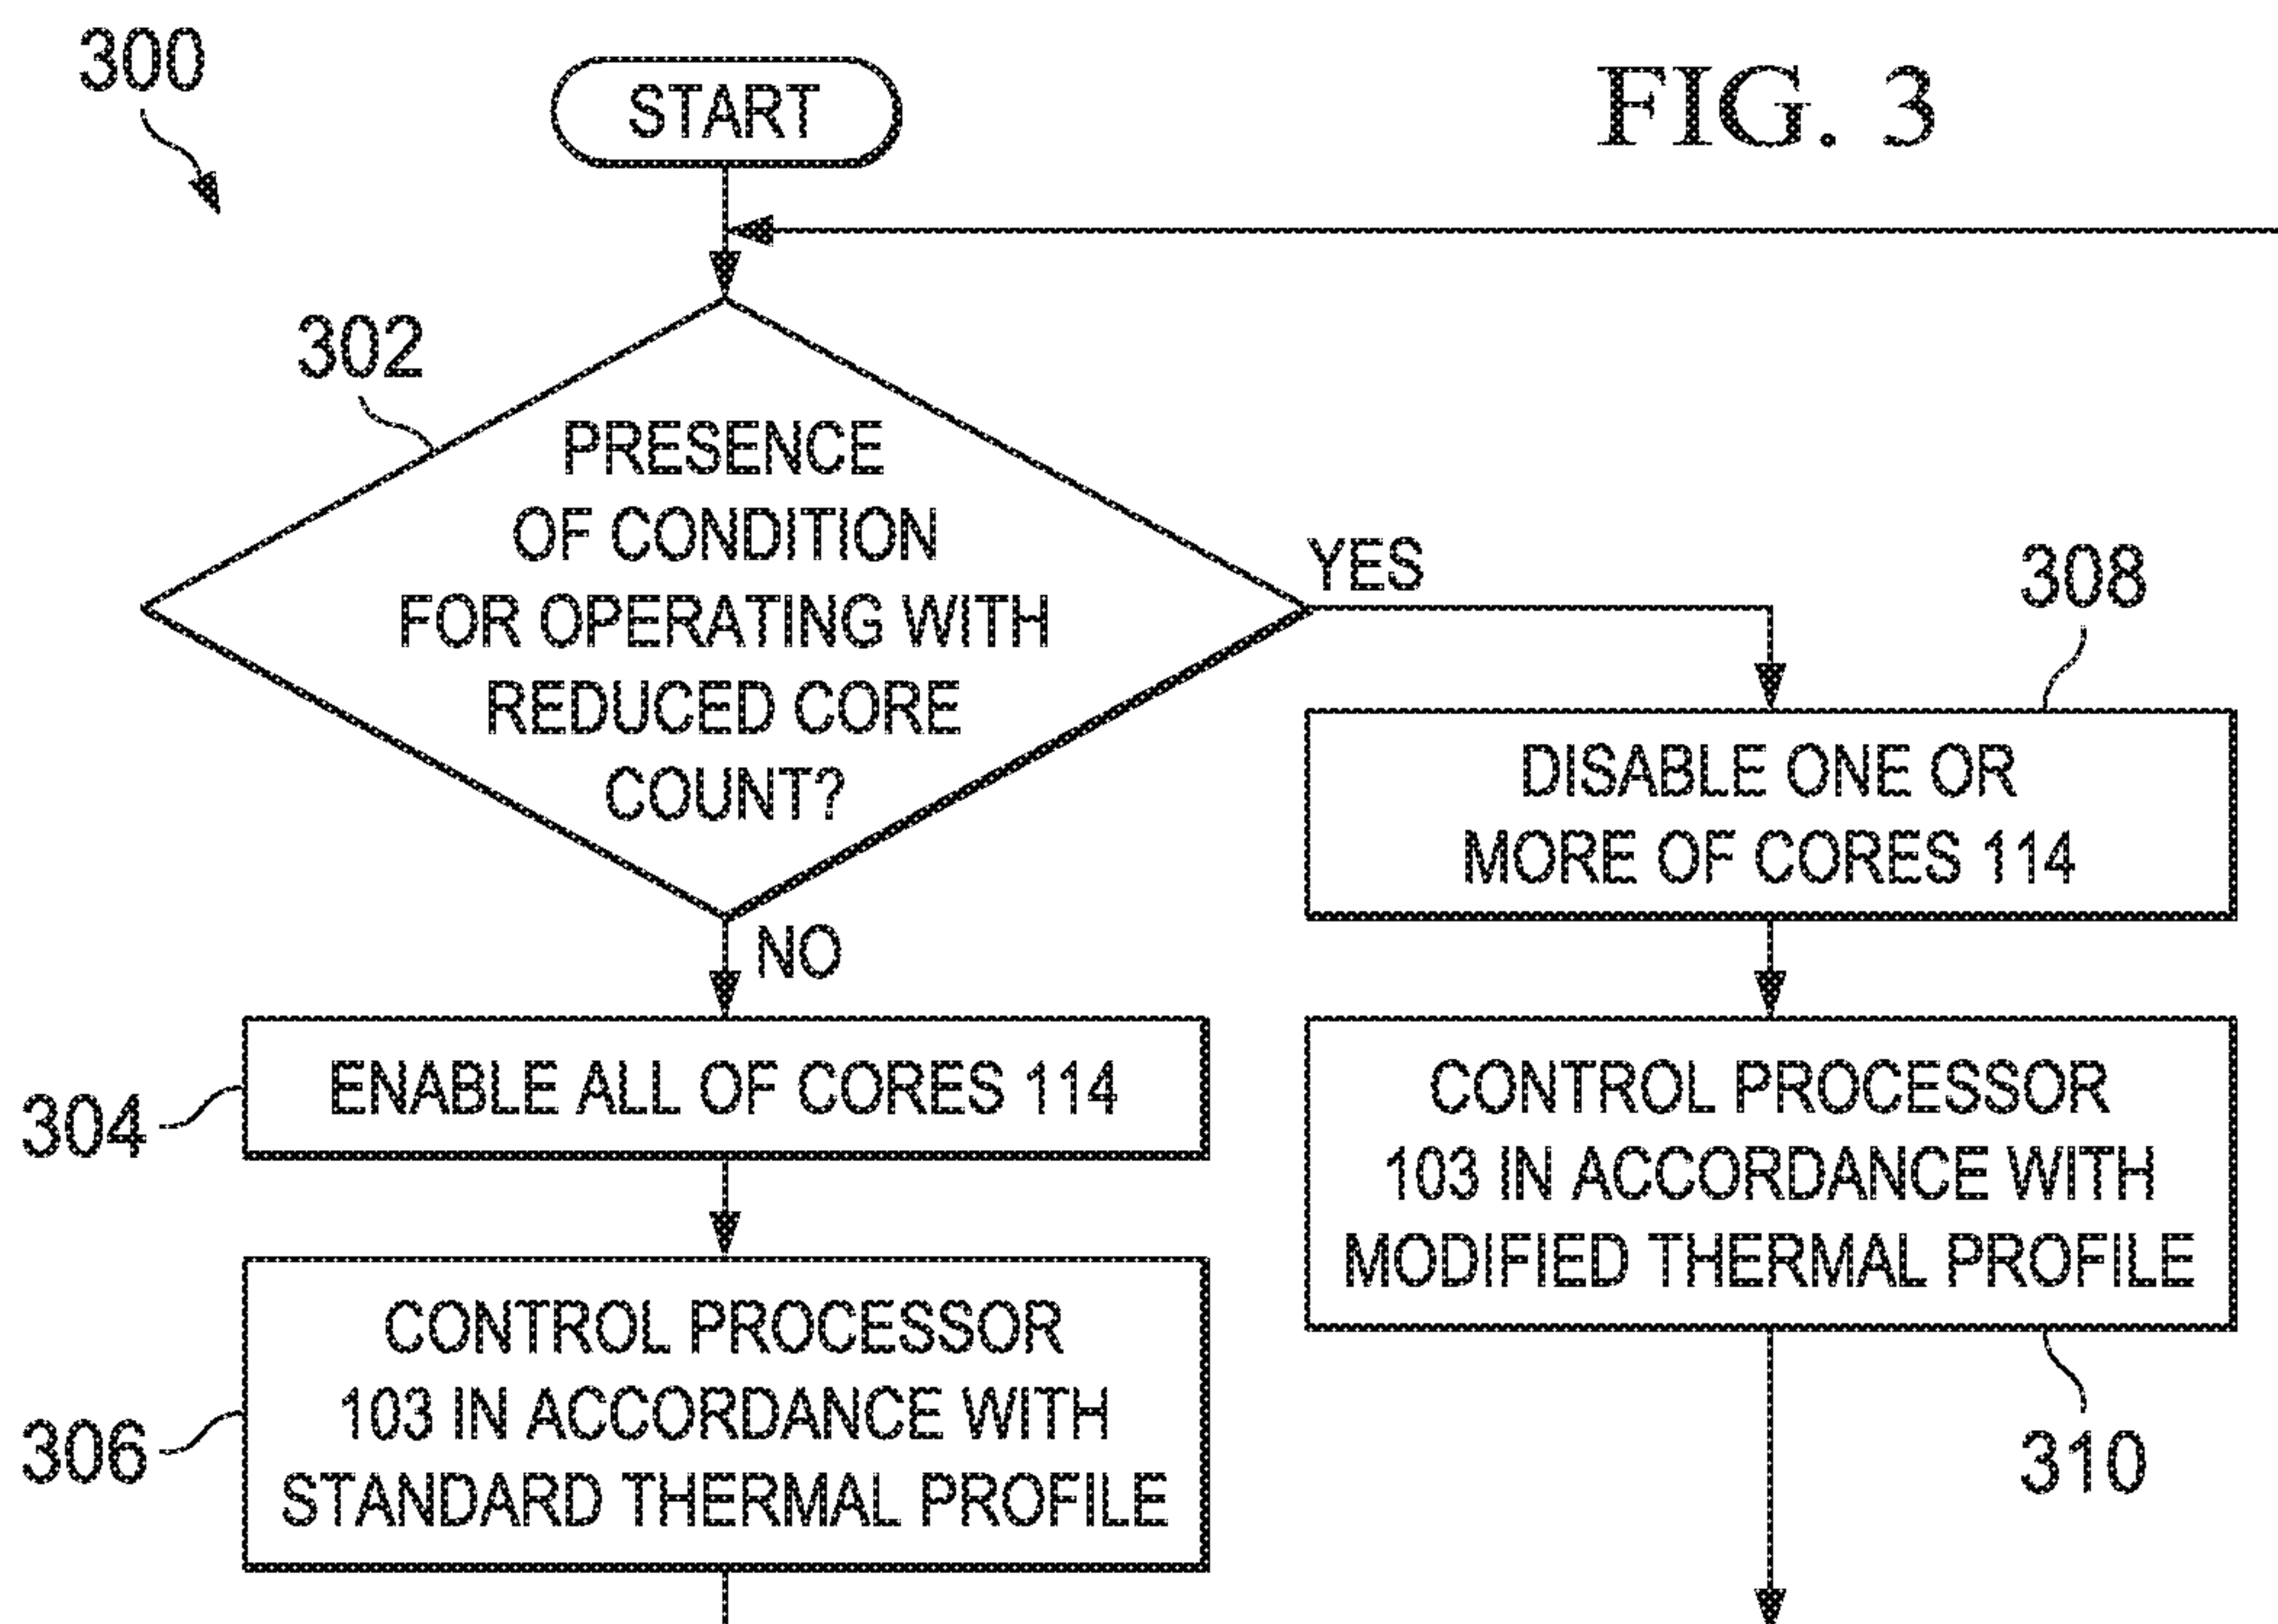 300
START
FIG. 3
302
PRESENCE
OF CONDITION
FOR OPERATING WITH
REDUCED CORE
COUNT?
YES
NO
308
DISABLE ONE OR
MORE OF CORES 114
304
ENABLE ALL OF CORES 114
CONTROL PROCESSOR
103 IN ACCORDANCE WITH
MODIFIED THERMAL PROFILE
310
306
CONTROL PROCESSOR
103 IN ACCORDANCE WITH
STANDARD THERMAL PROFILE